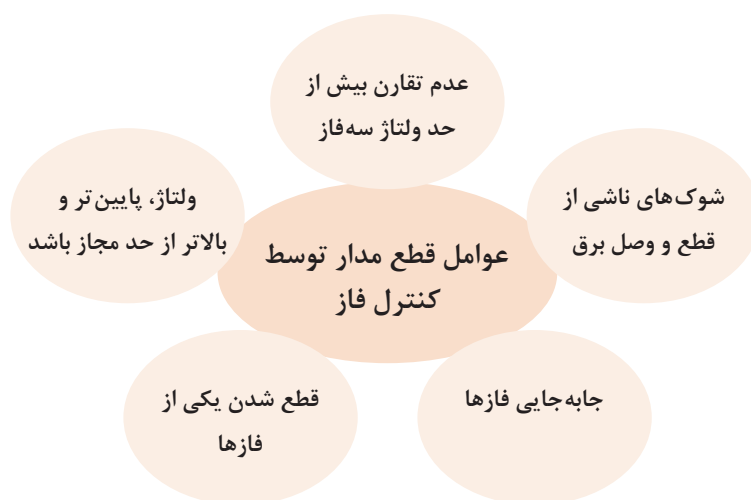 عدم تقارن بیش از
حد ولتاژ سه‌فاز
شوک‌های ناشی از
قطع و وصل برق
ولتاژ، پایین‌تر و
بالاتر از حد مجاز باشد
عوامل قطع مدار توسط
کنترل فاز
جابه‌جایی فازها
قطع شدن یکی از
فازها